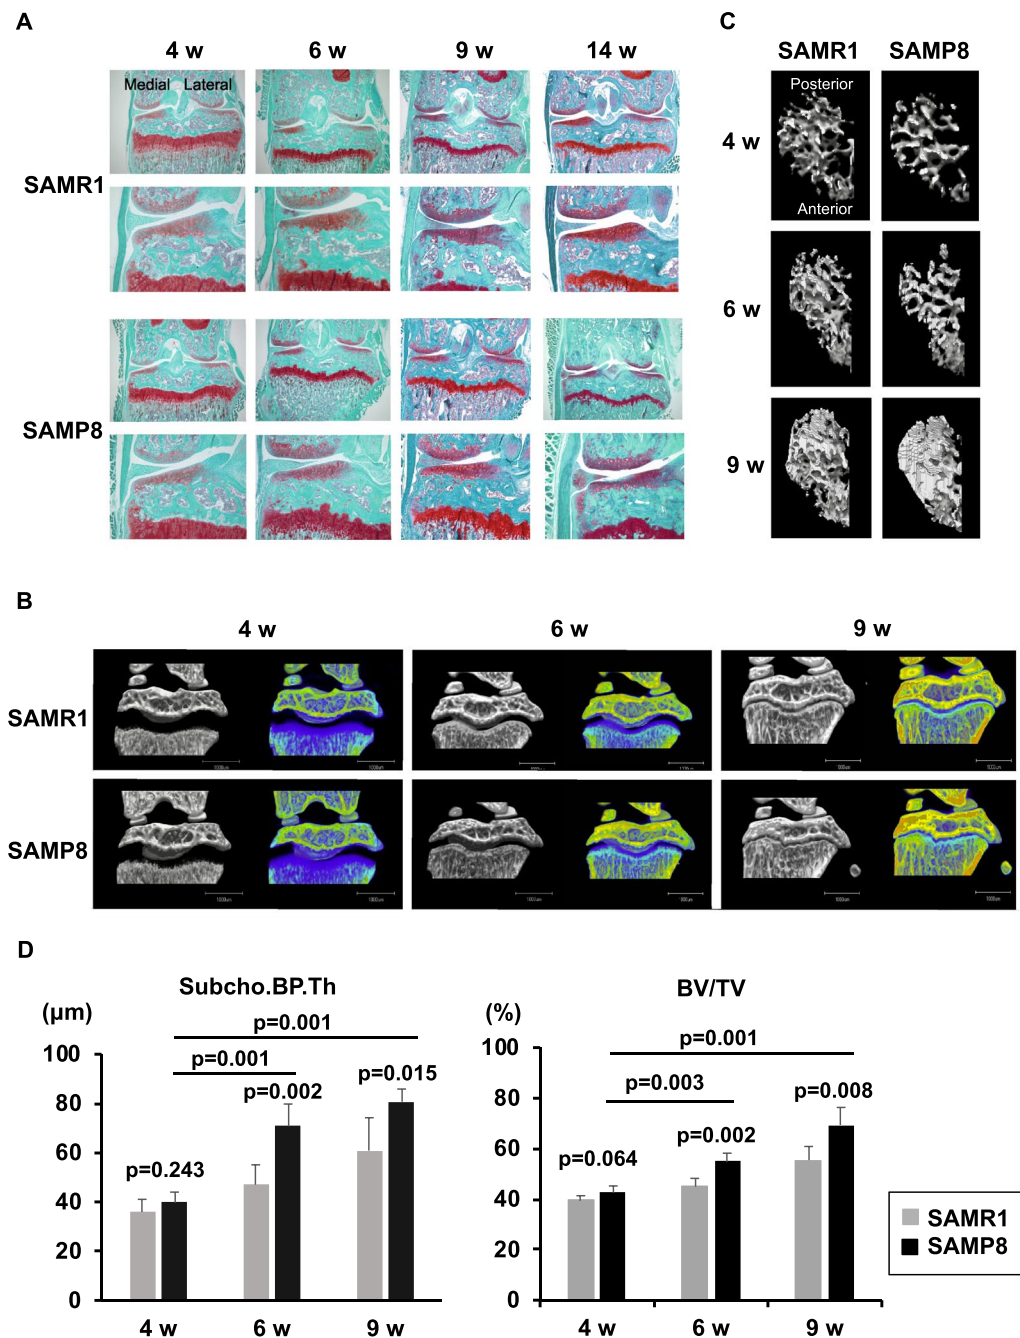 A
4 w 6 w 9 w 14 w
Medial Lateral
SAMR1
SAMP8
C
SAMR1 SAMP8
Posterior
4 w
Anterior
6 w
9 w
B
4 w 6 w 9 w
SAMR1
SAMP8
D
Subcho.BP.Th
(μm)
p=0.001
p=0.001
p=0.002
p=0.015
p=0.243
100
80
60
40
20
0
4 w 6 w 9 w
BV/TV
(%)
p=0.001
p=0.003
p=0.008
p=0.002
p=0.064
100
80
60
40
20
0
4 w 6 w 9 w
SAMR1
SAMP8